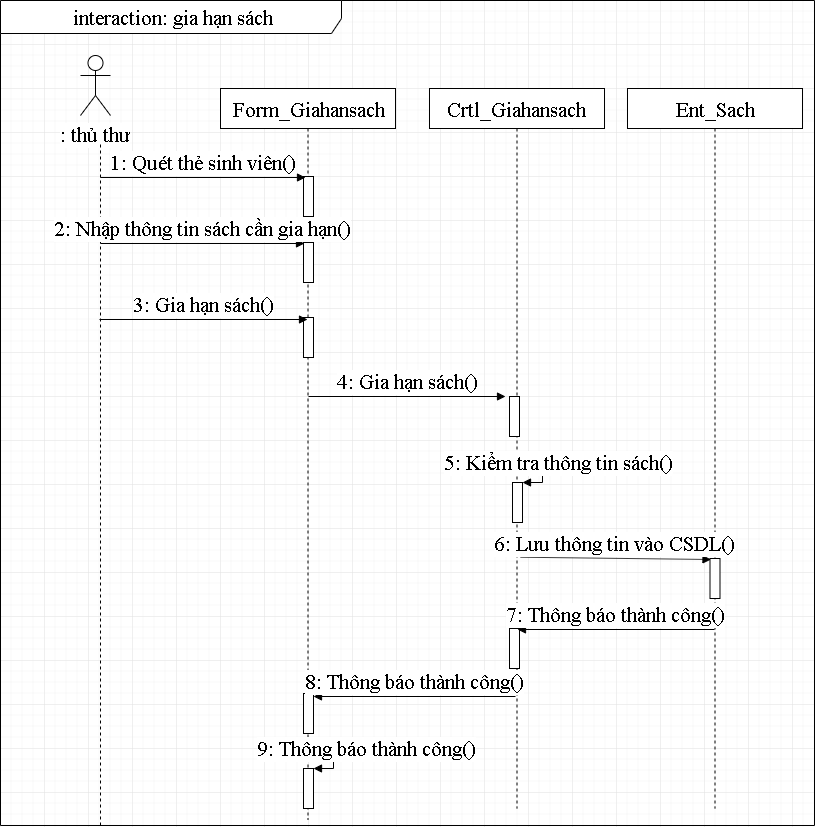 interaction: gia hạn sách
Form_Giahansach
Crtl_Giahansach
Ent_Sach
: thủ thư
1: Quét thẻ sinh viên()
2: Nhập thông tin sách cần gia hạn()
3: Gia hạn sách()
4: Gia hạn sách()
5: Kiểm tra thông tin sách()
6: Lưu thông tin vào CSDL()
7: Thông báo thành công()
8: Thông báo thành công()
9: Thông báo thành công()